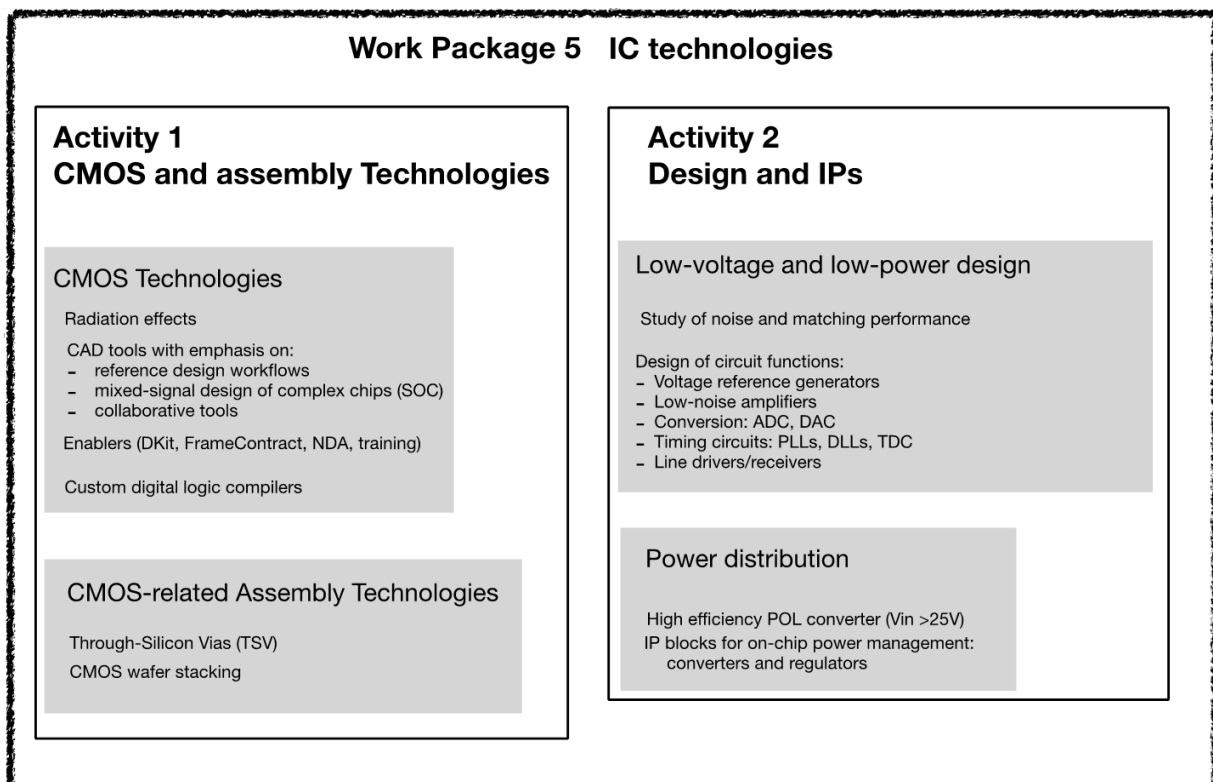 Work Package 5 IC technologies
Activity 1
CMOS and assembly Technologies
CMOS Technologies
Radiation effects
CAD tools with emphasis on:
- reference design workflows
- mixed-signal design of complex chips (SOC)
- collaborative tools
Enablers (DKit, FrameContract, NDA, training)
Custom digital logic compilers
CMOS-related Assembly Technologies
Through-Silicon Vias (TSV)
CMOS wafer stacking
Activity 2
Design and IPs
Low-voltage and low-power design
Study of noise and matching performance
Design of circuit functions:
- Voltage reference generators
- Low-noise amplifiers
- Conversion: ADC, DAC
- Timing circuits: PLLs, DLLs, TDC
- Line drivers/receivers
Power distribution
High efficiency POL converter (Vin >25V)
IP blocks for on-chip power management:
converters and regulators